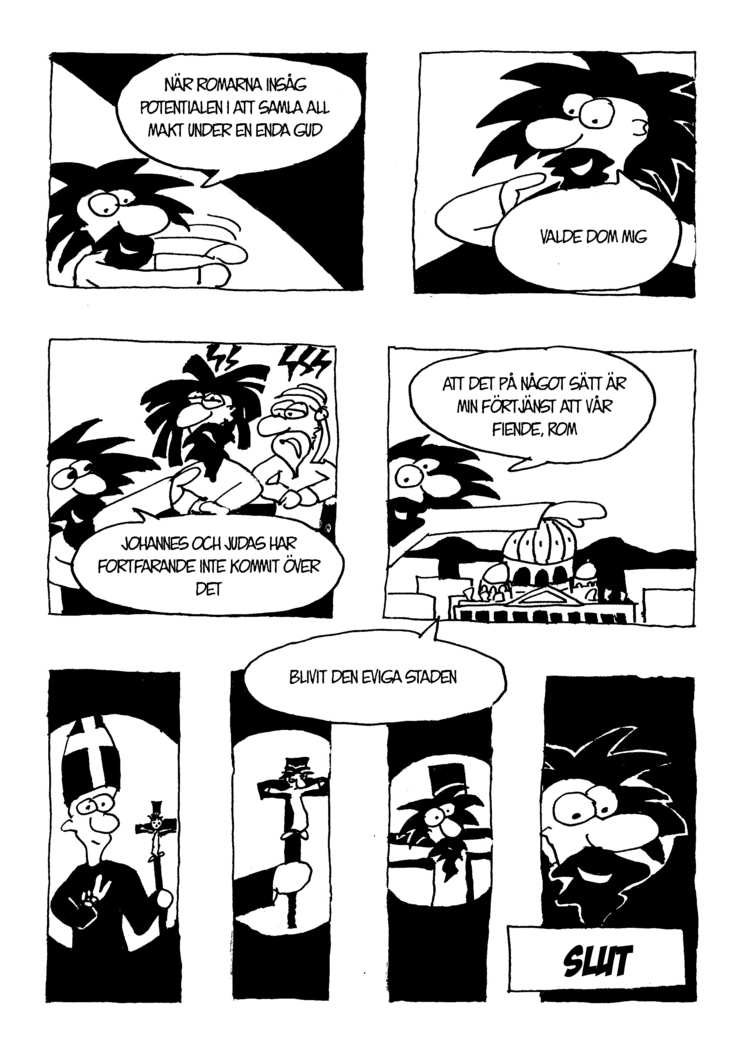 NÄR ROMARNA INSÅG
POTENTIALEN I ATT SAMLA ALL
MAKT UNDER EN ENDA GUD
VALDE DOM MIG
JOHANNES OCH JUDAS HAR
FORTFARANDE INTE KOMMIT ÖVER
DET
ATT DET PÅ NÅGOT SÄTT ÄR
MIN FÖRTJÄNST ATT VÅR
FIENDE, ROM
BLIVIT DEN EVIGA STADEN
SLUT